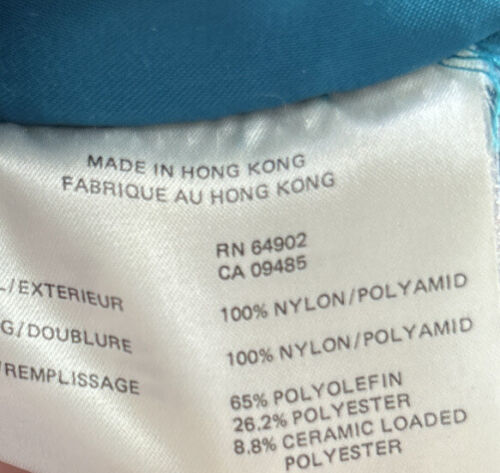 MADE IN HONG KONG
FABRIQUE AU HONG KONG
RN 64902
CA 09485
/EXTERIEUR 100% NYLON/POLYAMID
G/DOUBLURE 100% NYLON/POLYAMID
/REMPLISSAGE 65% POLYOLEFIN
26.2% POLYESTER
8.8% CERAMIC LOADED
POLYESTER